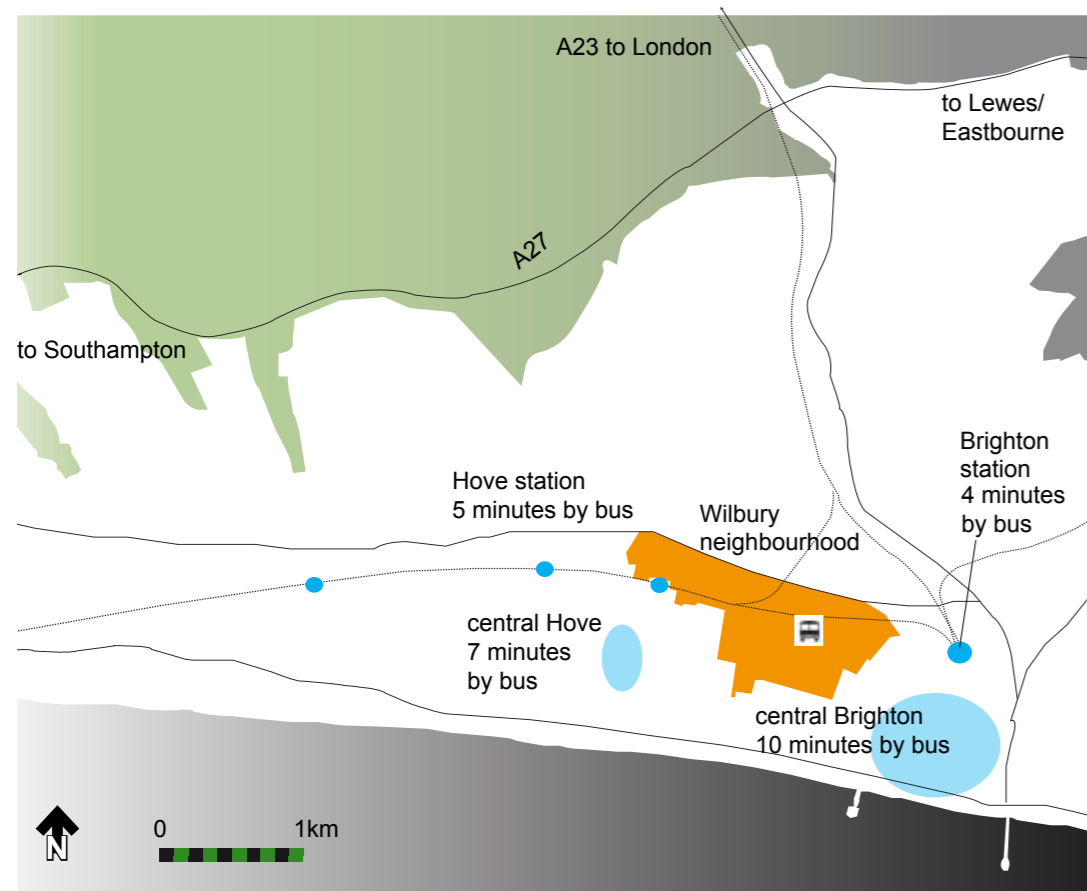 A23 to London
to Lewes/
Eastbourne
A27
to Southampton
Brighton
station
4 minutes
by bus
Hove station
5 minutes by bus
Wilbury
neighbourhood
central Hove
7 minutes
by bus
central Brighton
10 minutes by bus
N
0 1km